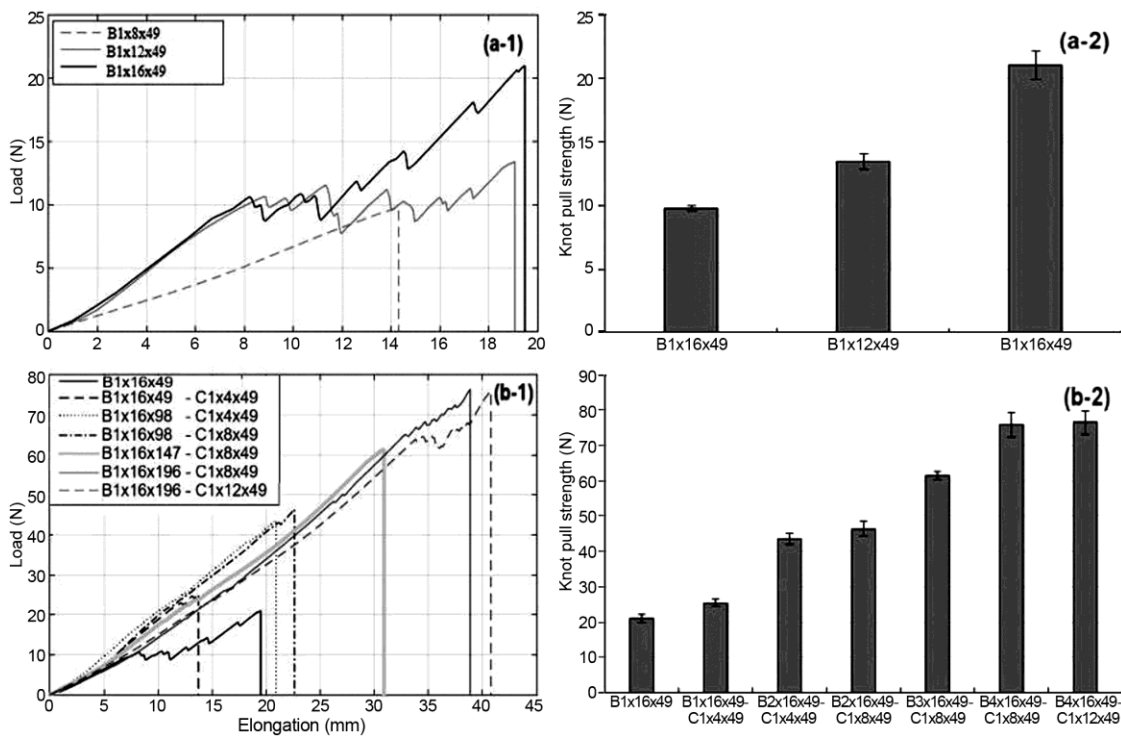 25
20
15
10
5
0
Load (N)
B1x8x49
B1x12x49
B1x16x49
(a-1)
0 2 4 6 8 10 12 14 16 18 20
25
20
15
10
5
0
Knot pull strength (N)
(a-2)
B1x16x49 B1x12x49 B1x16x49
80
70
60
50
40
30
20
10
0
Load (N)
B1x16x49
B1x16x49 - C1x4x49
B1x16x98 - C1x4x49
B1x16x98 - C1x8x49
B1x16x147 - C1x8x49
B1x16x196 - C1x8x49
B1x16x196 - C1x12x49
(b-1)
0 5 10 15 20 25 30 35 40 45
Elongation (mm)
90
80
70
60
50
40
30
20
10
0
Knot pull strength (N)
(b-2)
B1x16x49 B1x16x49- B2x16x49- B2x16x49- B3x16x49- B4x16x49- B4x16x49-
C1x4x49 C1x4x49 C1x8x49 C1x8x49 C1x8x49 C1x12x49